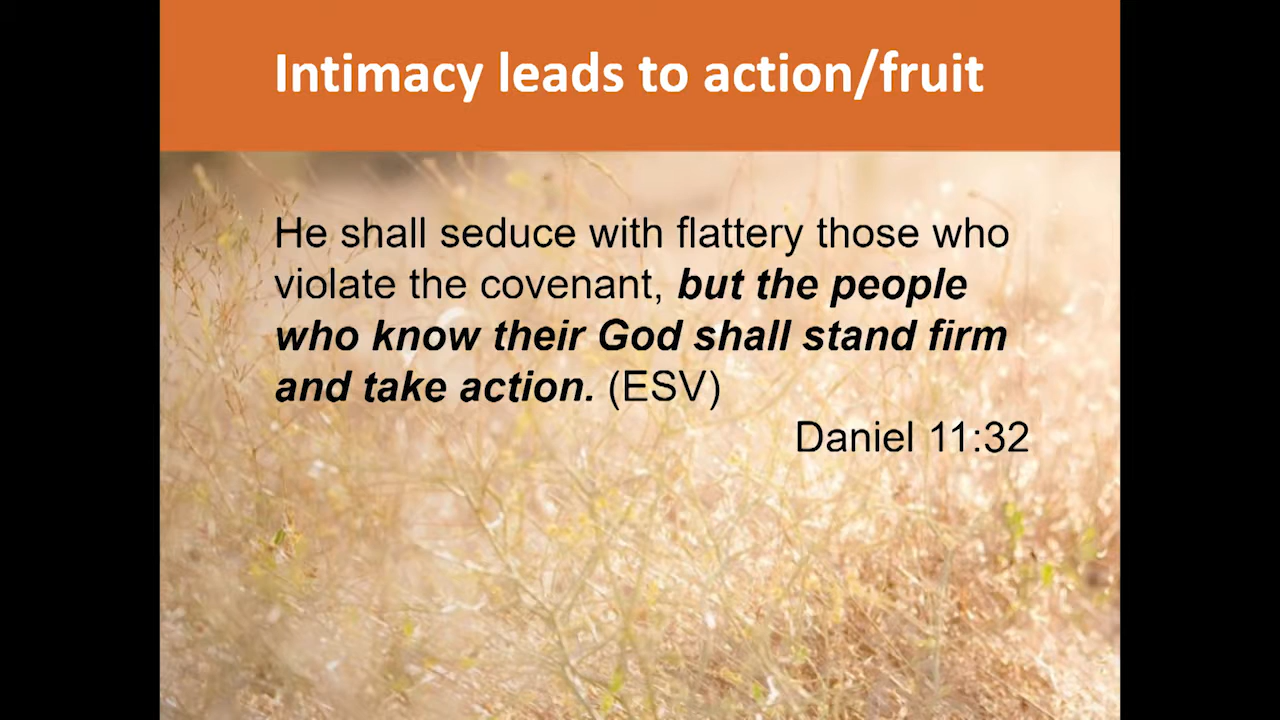 Intimacy leads to action/fruit
He shall seduce with flattery those who
violate the covenant, but the people
who know their God shall stand firm
and take action. (ESV)
Daniel 11:32